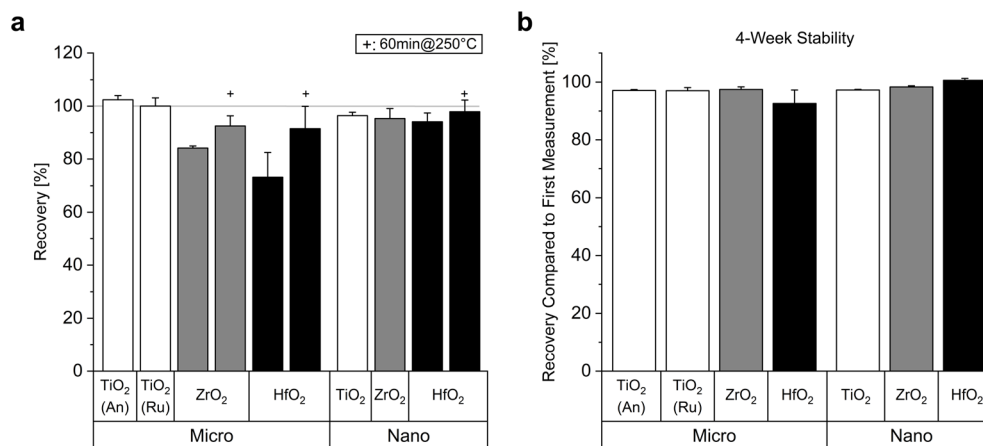 a
+: 60min@250°C
Recovery [%]
120
100
80
60
40
20
0
+
+
+
TiO₂ (An)
TiO₂ (Ru)
ZrO₂
HfO₂
TiO₂
ZrO₂
HfO₂
Micro
Nano
b
4-Week Stability
Recovery Compared to First Measurement [%]
100
80
60
40
20
0
TiO₂ (An)
TiO₂ (Ru)
ZrO₂
HfO₂
TiO₂
ZrO₂
HfO₂
Micro
Nano